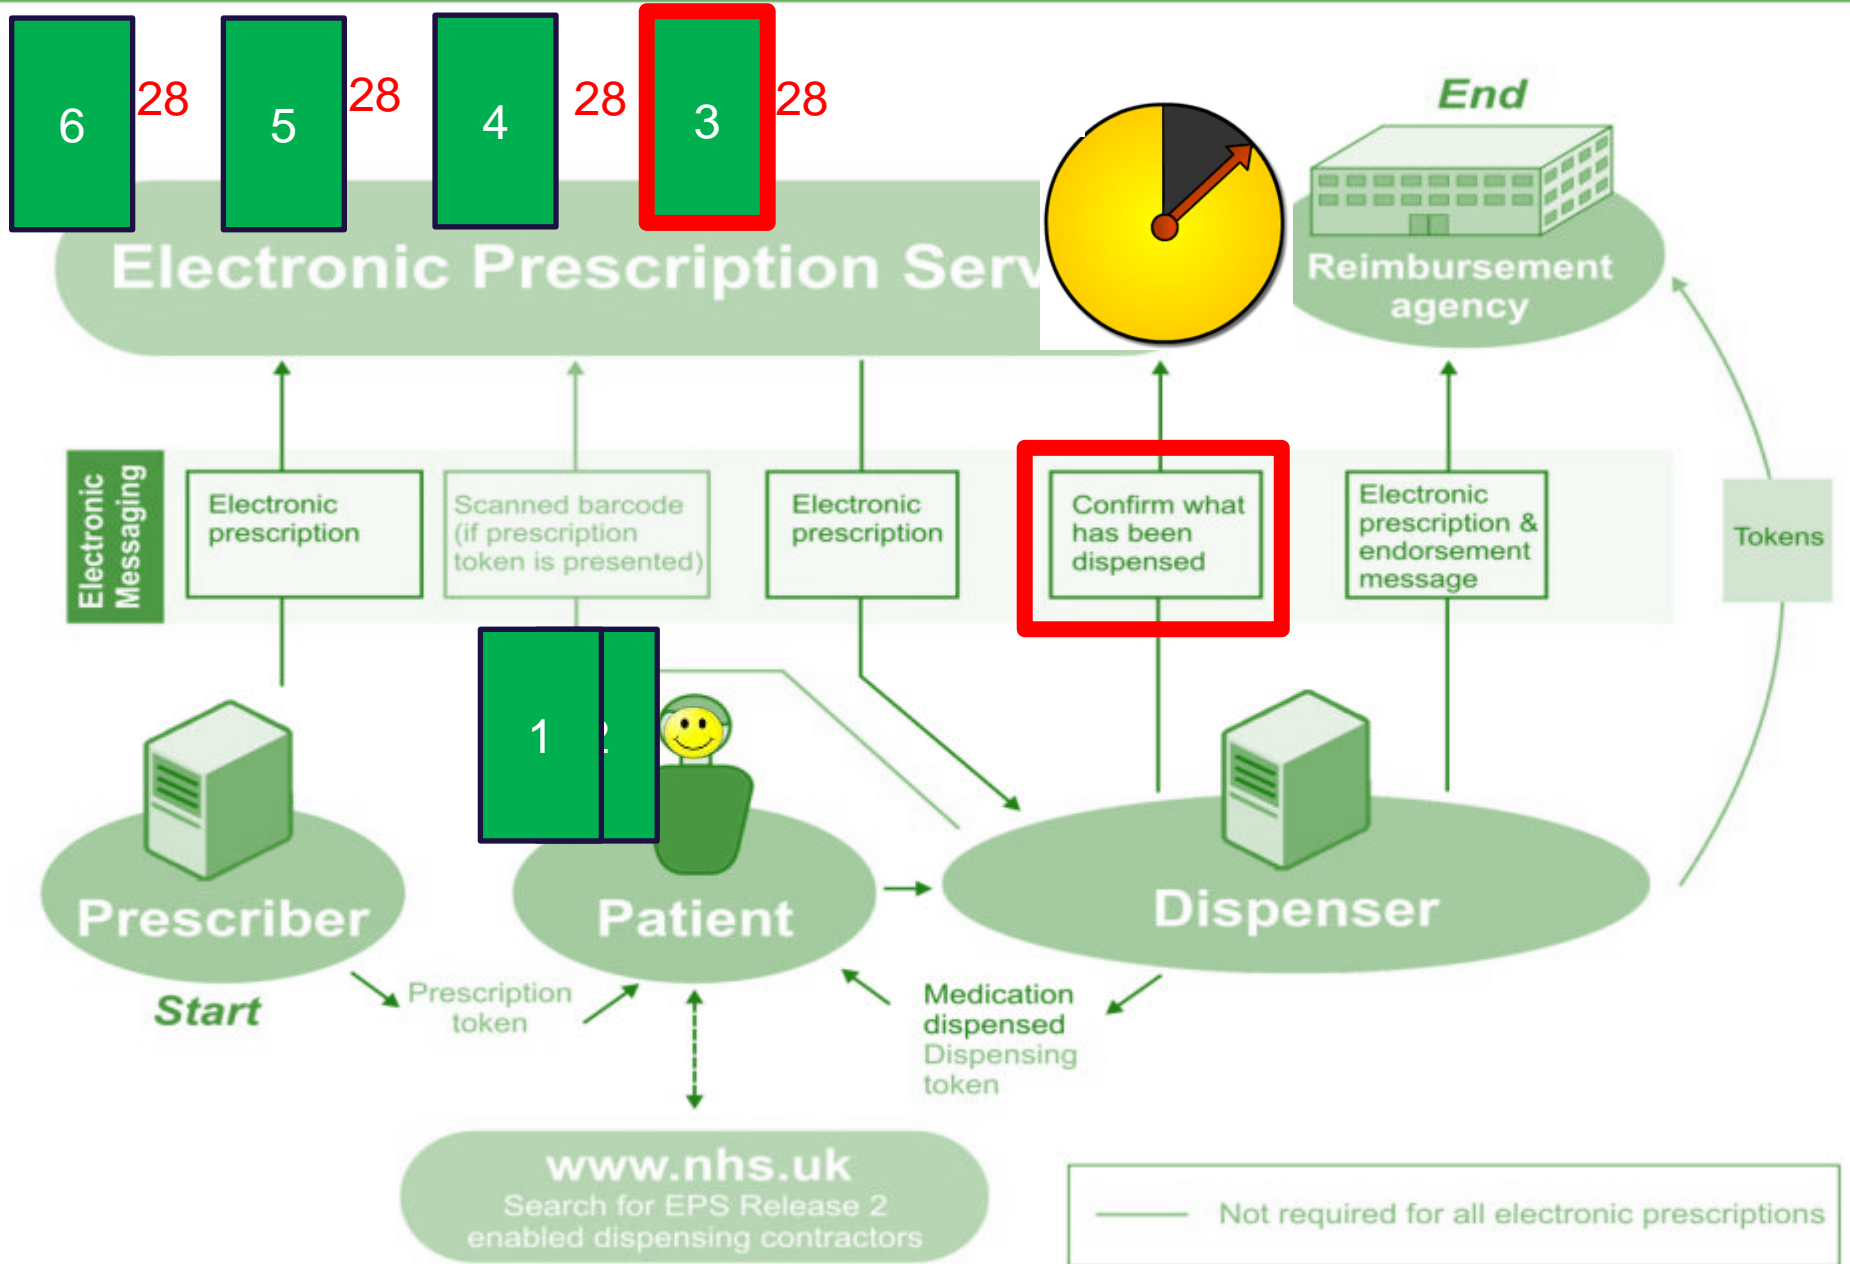 6
28
5
28
4
28
3
28
End
Electronic Prescription Serv
Reimbursement
agency
Electronic
Messaging
Electronic
prescription
Scanned barcode
(if prescription
token is presented)
Electronic
prescription
Confirm what
has been
dispensed
Electronic
prescription &
endorsement
message
Tokens
1
Prescriber
Patient
Dispenser
Start
Prescription
token
Medication
dispensed
Dispensing
token
www.nhs.uk
Search for EPS Release 2
enabled dispensing contractors
Not required for all electronic prescriptions